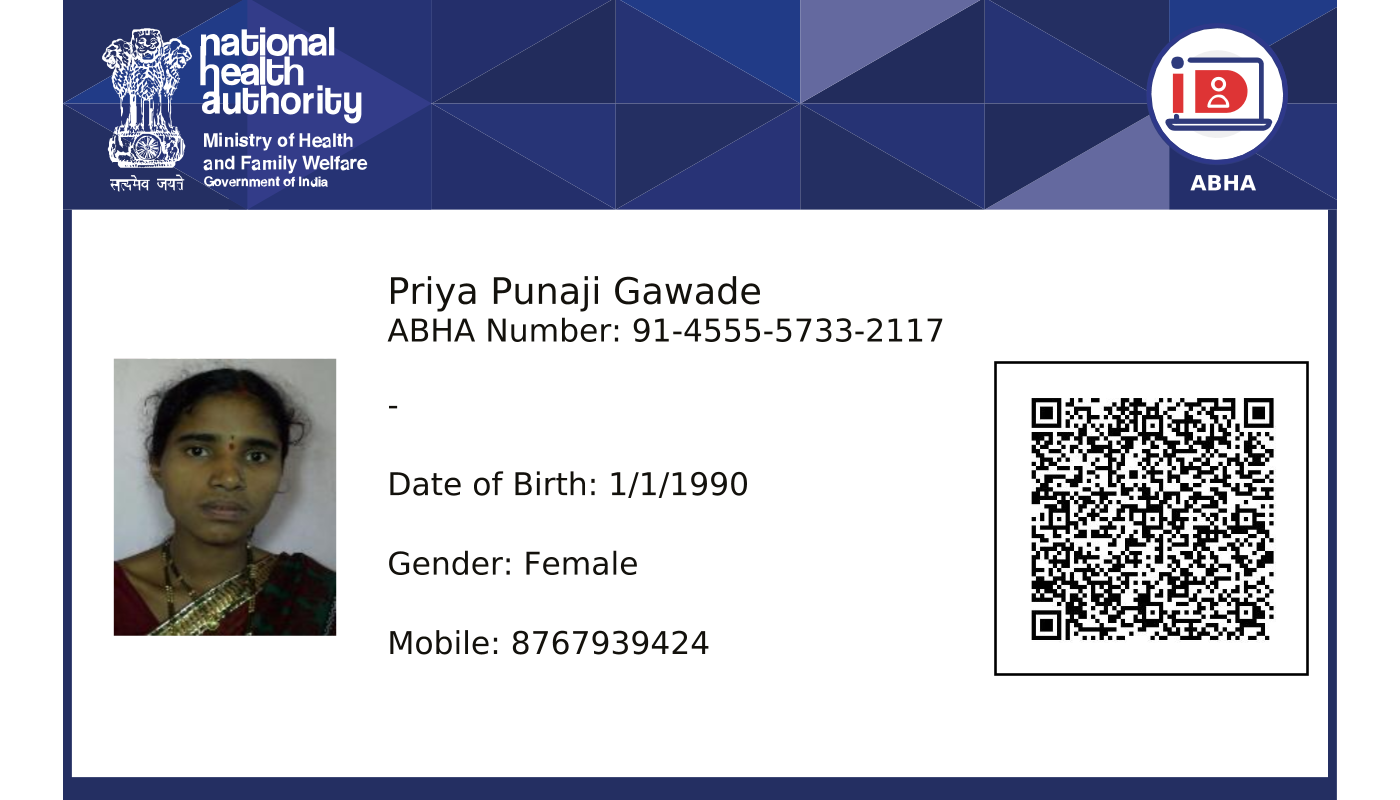 national
health
authority
Ministry of Health
and Family Welfare
Government of India
सत्यमेव जयते
ABHA
Priya Punaji Gawade
ABHA Number: 91-4555-5733-2117
-
Date of Birth: 1/1/1990
Gender: Female
Mobile: 8767939424